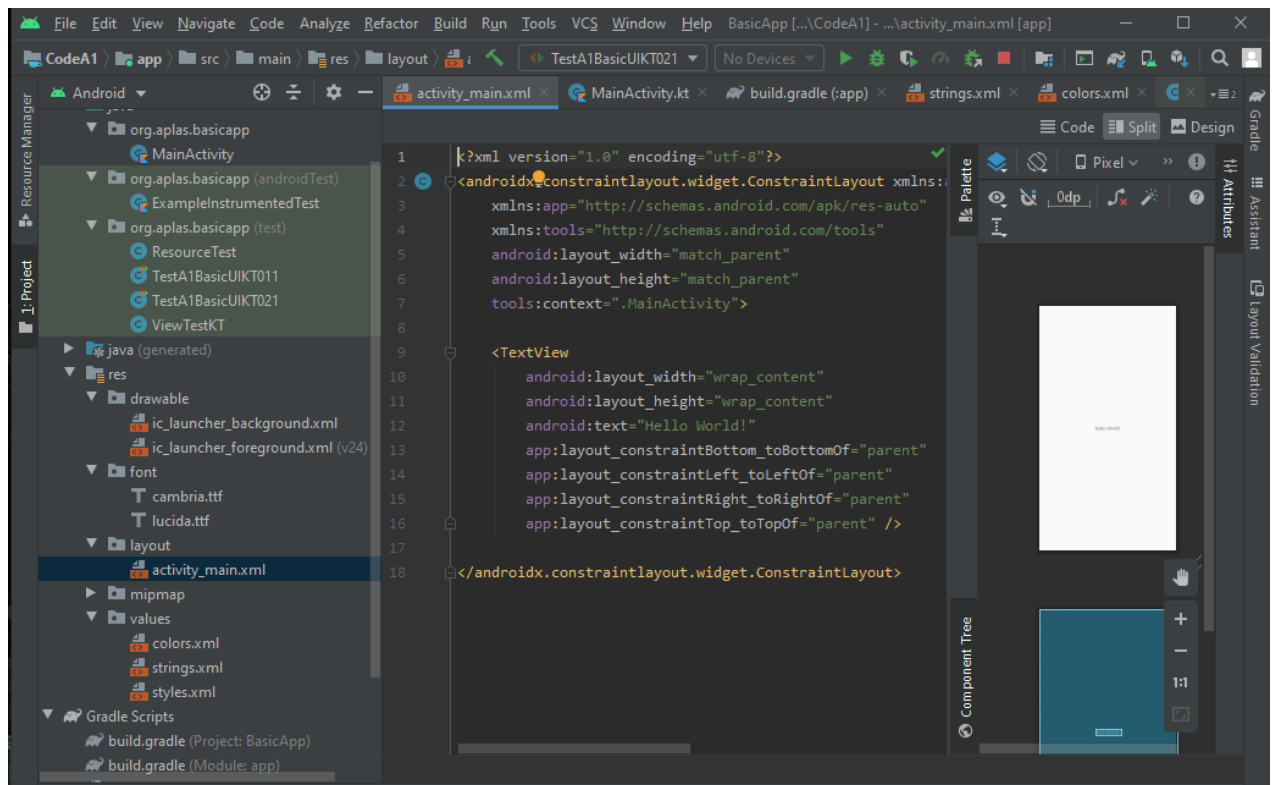 File Edit View Navigate Code Analyze Refactor Build Run Tools VCS Window Help BasicApp [...\CodeA1] - ...\activity_main.xml [app]
CodeA1 app src main res layout TestA1BasicUIKT021 No Devices
Android
activity_main.xml MainActivity.kt build.gradle (:app) strings.xml colors.xml 2
Code Split Design
Resource Manager
1: Project
org.aplas.basicapp
MainActivity
org.aplas.basicapp (androidTest)
ExampleInstrumentedTest
org.aplas.basicapp (test)
ResourceTest
TestA1BasicUIKT011
TestA1BasicUIKT021
ViewTestKT
java (generated)
res
drawable
ic_launcher_background.xml
ic_launcher_foreground.xml (v24)
font
cambria.ttf
lucida.ttf
layout
activity_main.xml
mipmap
values
colors.xml
strings.xml
styles.xml
Gradle Scripts
build.gradle (Project: BasicApp)
build.gradle (Module: app)
1 <?xml version="1.0" encoding="utf-8"?>
2 <androidx.constraintlayout.widget.ConstraintLayout xmlns:
3 xmlns:app="http://schemas.android.com/apk/res-auto"
4 xmlns:tools="http://schemas.android.com/tools"
5 android:layout_width="match_parent"
6 android:layout_height="match_parent"
7 tools:context=".MainActivity">
8
9 <TextView
10 android:layout_width="wrap_content"
11 android:layout_height="wrap_content"
12 android:text="Hello World!"
13 app:layout_constraintBottom_toBottomOf="parent"
14 app:layout_constraintLeft_toLeftOf="parent"
15 app:layout_constraintRight_toRightOf="parent"
16 app:layout_constraintTop_toTopOf="parent" />
17
18 </androidx.constraintlayout.widget.ConstraintLayout>
Palette
Component Tree
Pixel
0dp
1:1
Attributes
Gradle
Assistant
Layout Validation